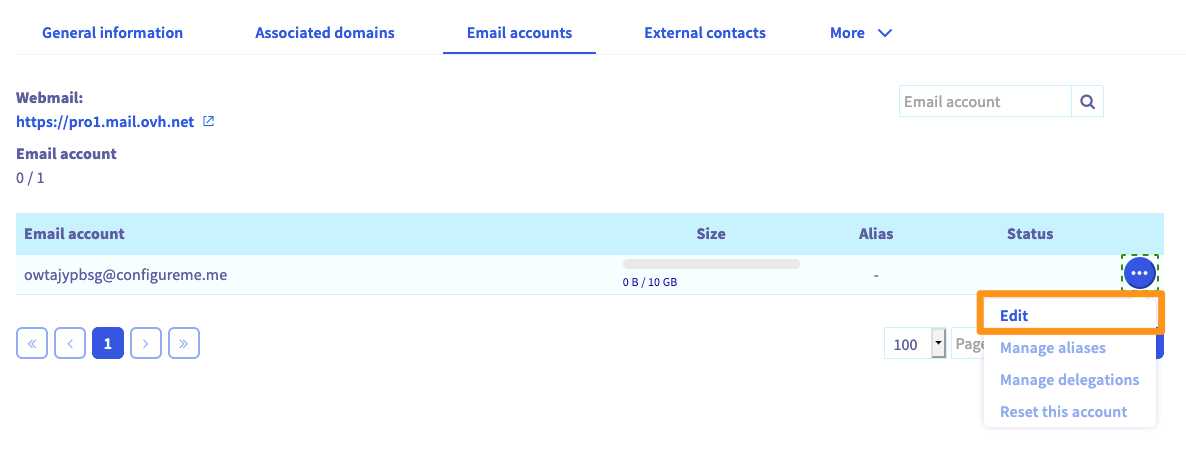 General information Associated domains Email accounts External contacts More
Webmail:
https://pro1.mail.ovh.net
Email account
Email account
0 / 1
Email account Size Alias Status
owtajypbsg@configureme.me 0 B / 10 GB -
Edit
« ‹ 1 › » 100 Page
Manage aliases
Manage delegations
Reset this account